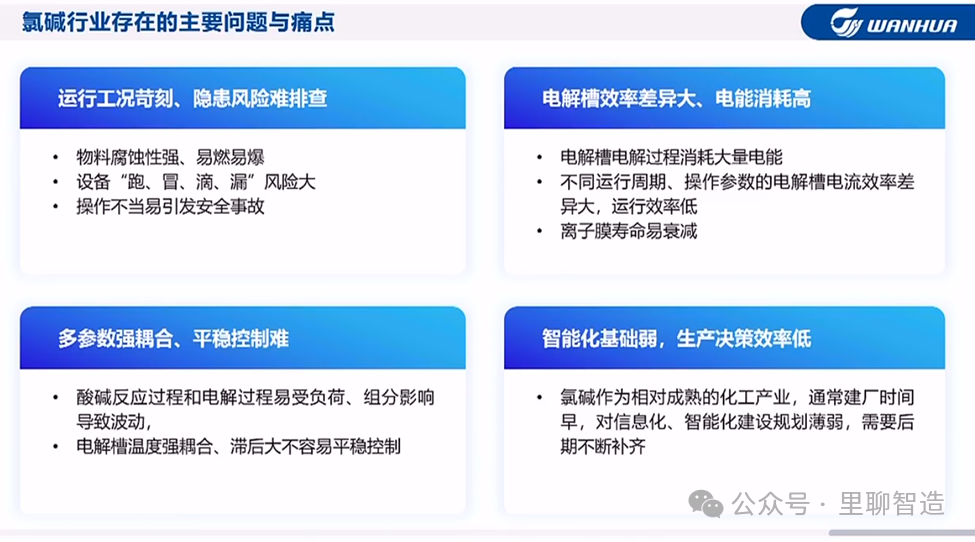 氯碱行业存在的主要问题与痛点
WANHUA
运行工况苛刻、隐患风险难排查
• 物料腐蚀性强、易燃易爆
• 设备“跑、冒、滴、漏”风险大
• 操作不当易引发安全事故
电解槽效率差异大、电能消耗高
• 电解槽电解过程消耗大量电能
• 不同运行周期、操作参数的电解槽电流效率差
异大，运行效率低
• 离子膜寿命易衰减
多参数强耦合、平稳控制难
• 酸碱反应过程和电解过程易受负荷、组分影响
导致波动，
• 电解槽温度强耦合、滞后大不容易平稳控制
智能化基础弱，生产决策效率低
• 氯碱作为相对成熟的化工产业，通常建厂时间
早，对信息化、智能化建设规划薄弱，需要后
期不断补齐
公众号 · 里聊智造